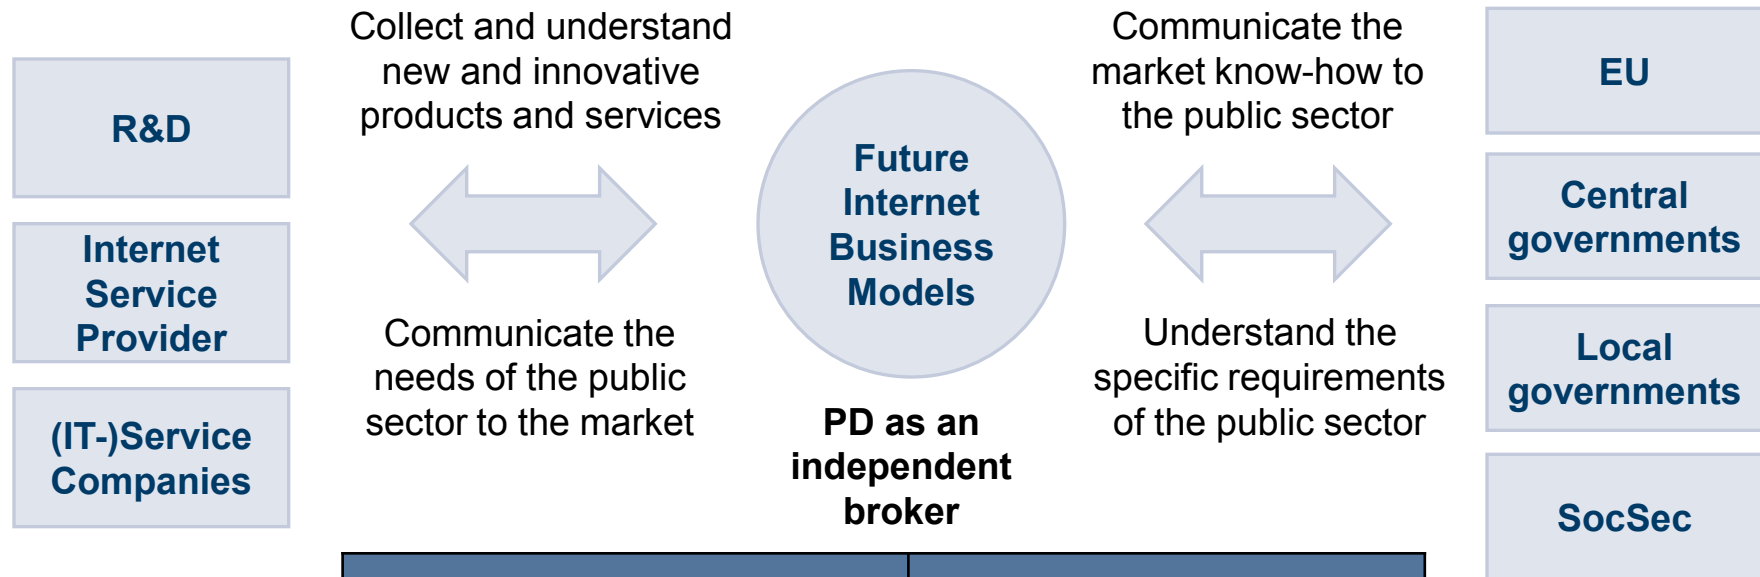 R&D
Internet
Service
Provider
(IT-)Service
Companies
Collect and understand
new and innovative
products and services
Communicate the
needs of the public
sector to the market
Future
Internet
Business
Models
PD as an
independent
broker
Communicate the
market know-how to
the public sector
Understand the
specific requirements
of the public sector
EU
Central
governments
Local
governments
SocSec